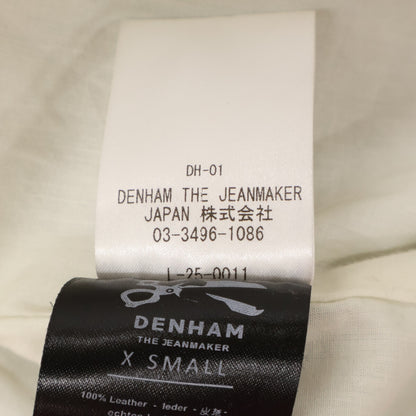 DH-01
DENHAM THE JEANMAKER
JAPAN 株式会社
03-3496-1086
L-25-0011
DENHAM
THE JEANMAKER
X SMALL
100% Leather - leder -
echtes